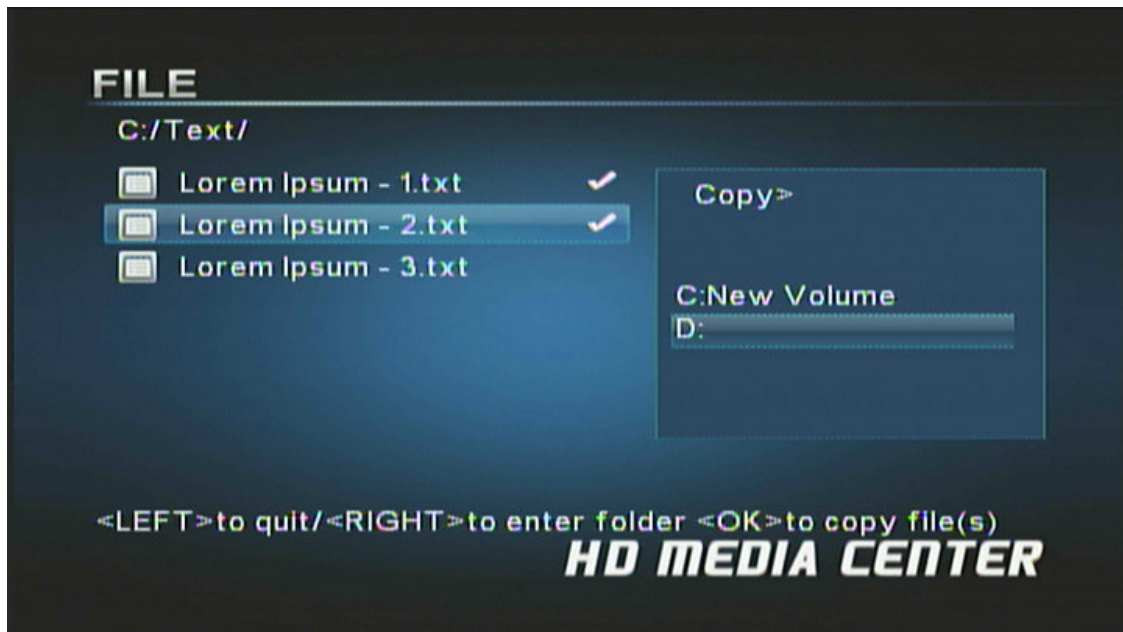 FILE
C:/Text/
Lorem Ipsum - 1.txt
Lorem Ipsum - 2.txt
Lorem Ipsum - 3.txt
Copy>
C:New Volume
D:
<LEFT>to quit/<RIGHT>to enter folder <OK>to copy file(s)
HD MEDIA CENTER